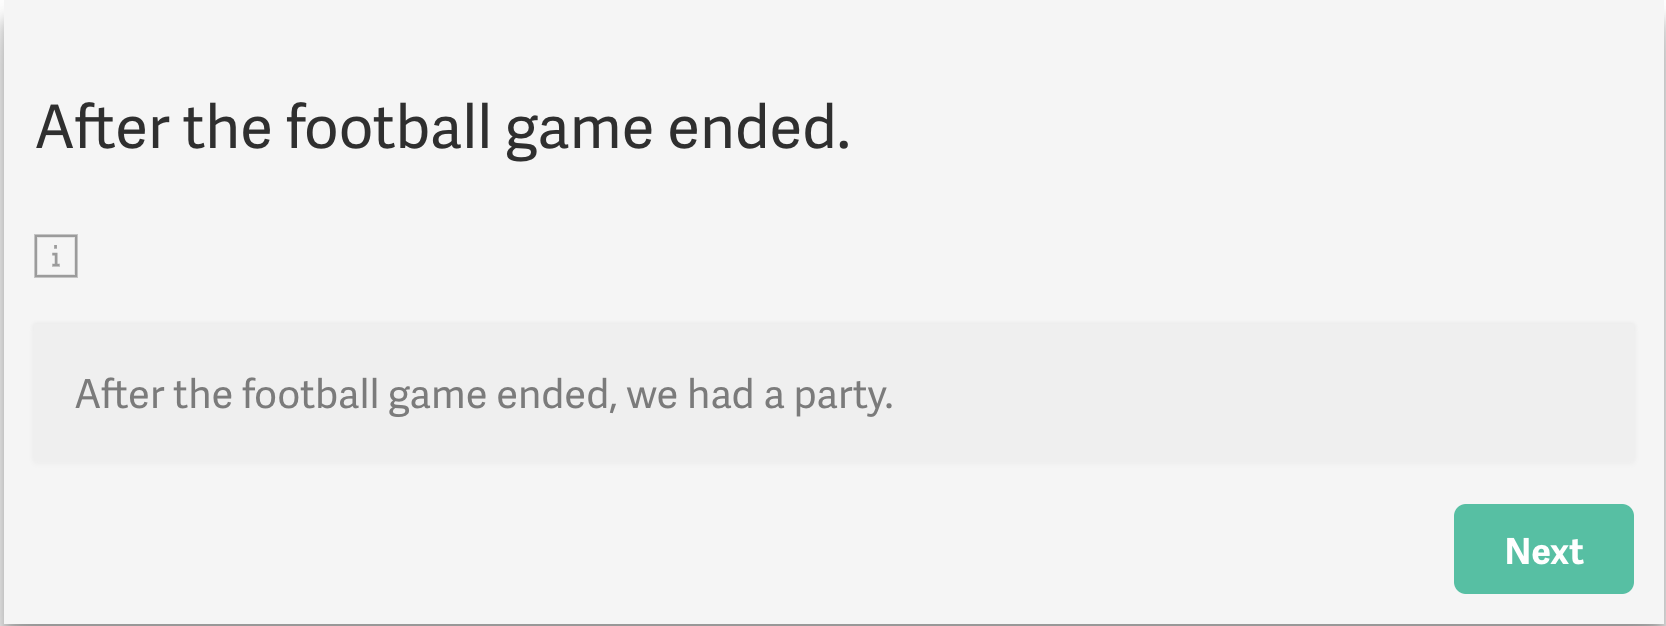 After the football game ended.
i
After the football game ended, we had a party.
Next